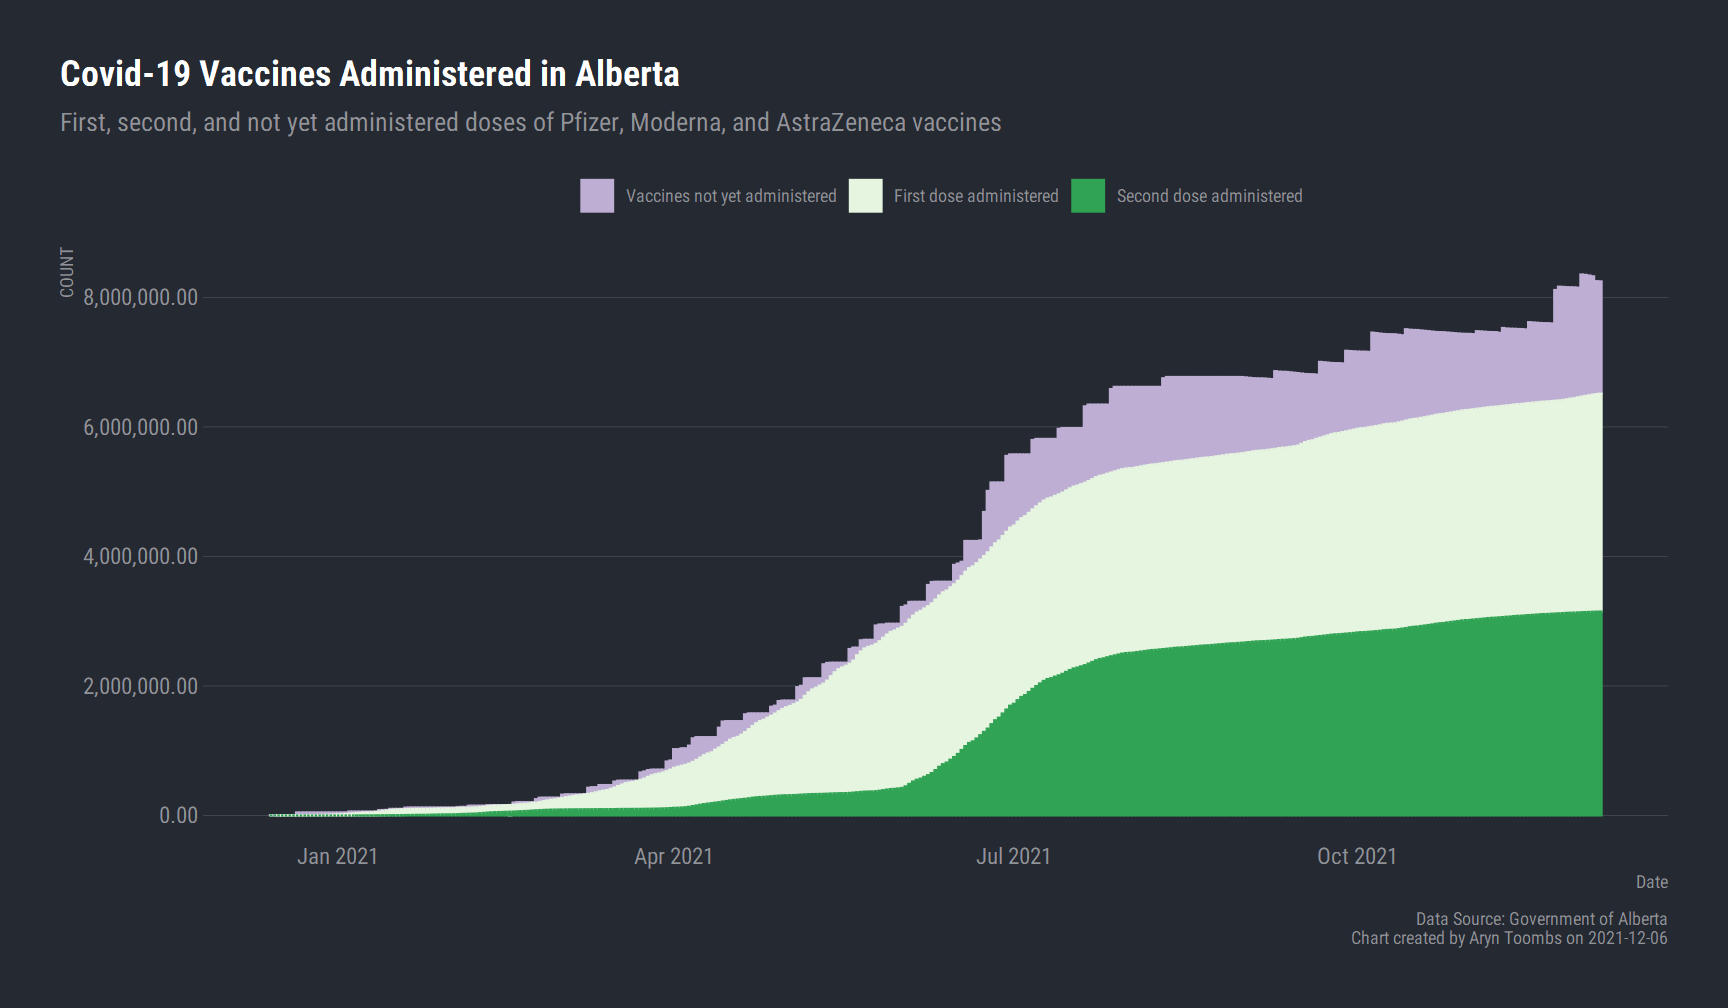 Covid-19 Vaccines Administered in Alberta
First, second, and not yet administered doses of Pfizer, Moderna, and AstraZeneca vaccines
Vaccines not yet administered
First dose administered
Second dose administered
COUNT
8,000,000.00
6,000,000.00
4,000,000.00
2,000,000.00
0.00
Jan 2021
Apr 2021
Jul 2021
Oct 2021
Date
Data Source: Government of Alberta
Chart created by Aryn Toombs on 2021-12-06